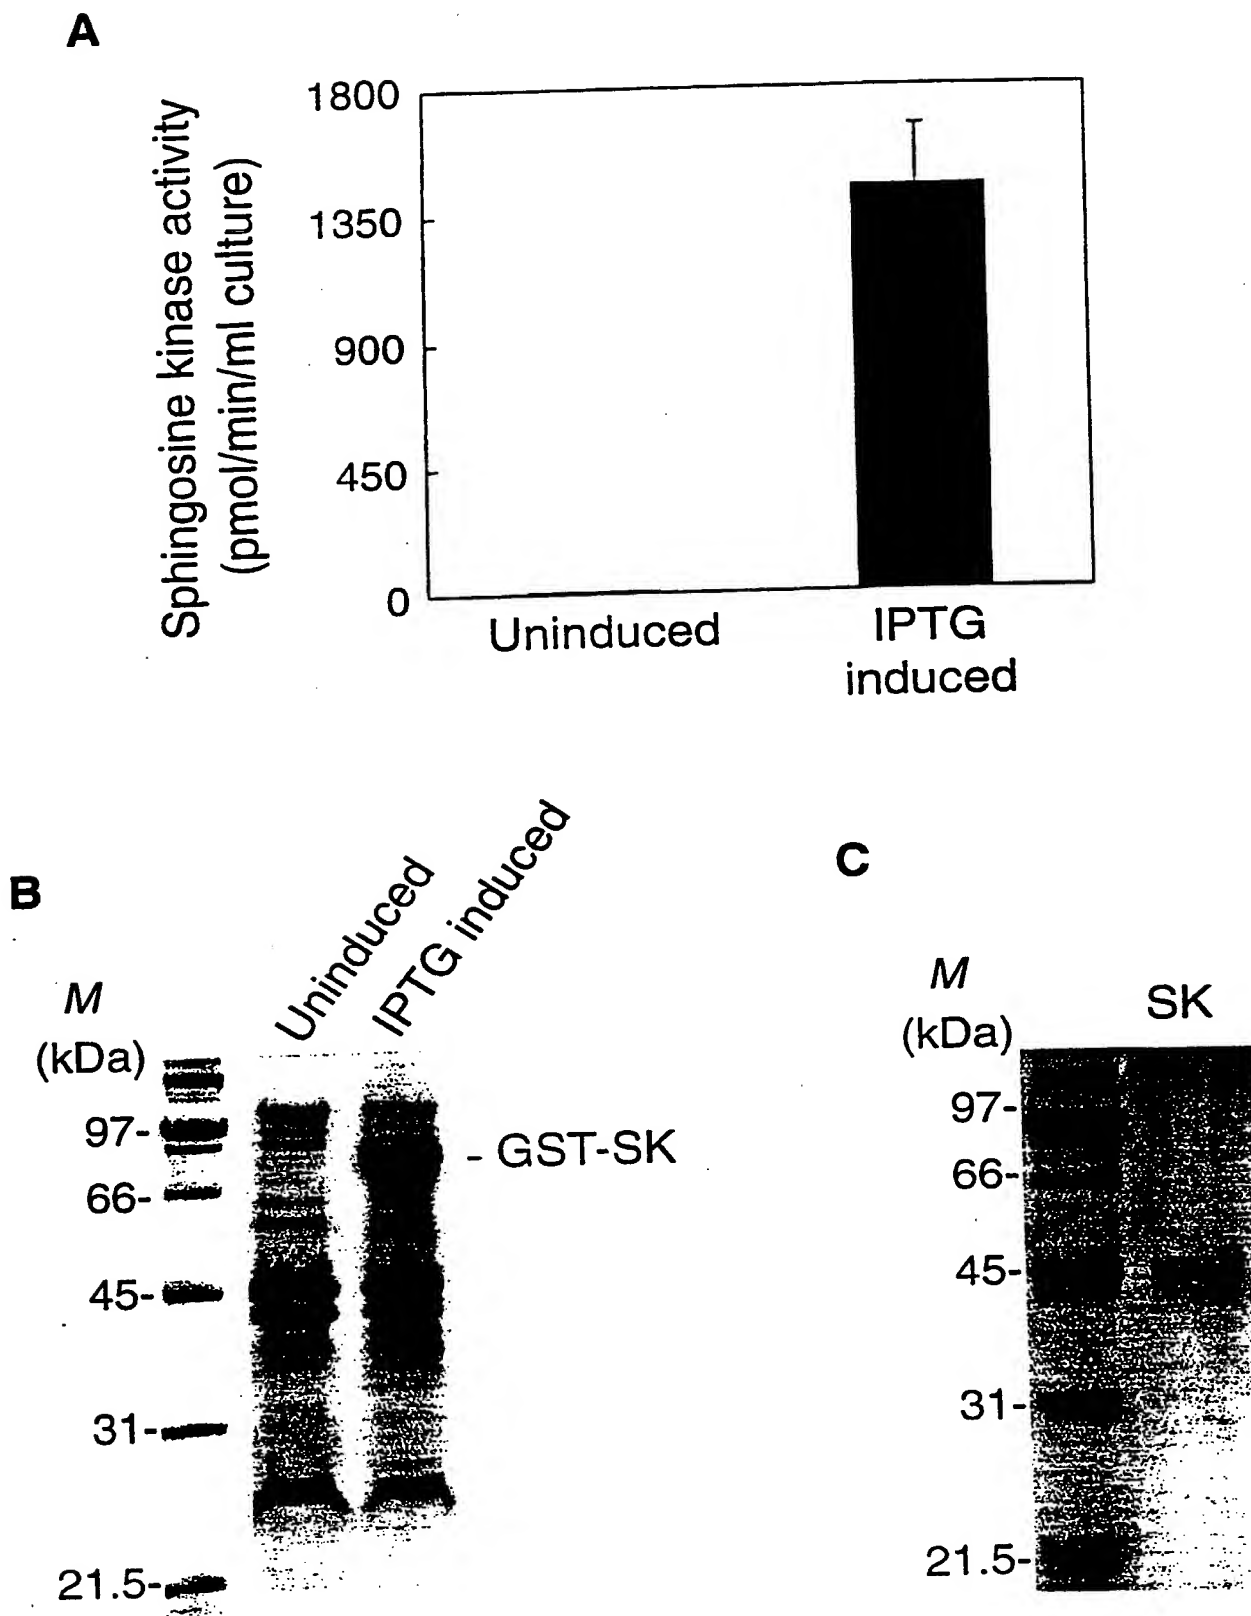 A
Sphingosine kinase activity
(pmol/min/ml culture)
1800
1350
900
450
0
Uninduced
IPTG
induced
B
M
(kDa)
Uninduced
IPTG induced
97-
66-
45-
31-
21.5-
- GST-SK
C
M
(kDa)
SK
97-
66-
45-
31-
21.5-